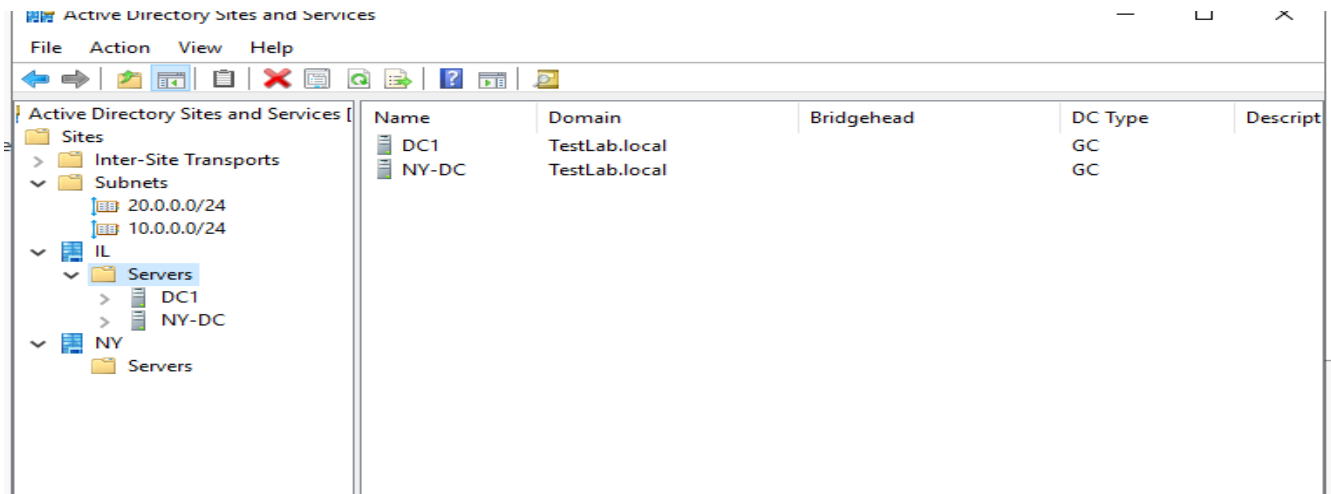 Active Directory Sites and Services
File Action View Help
Active Directory Sites and Services [
Sites
Inter-Site Transports
Subnets
20.0.0.0/24
10.0.0.0/24
IL
Servers
DC1
NY-DC
NY
Servers
Name Domain Bridgehead DC Type Descript
DC1 TestLab.local GC
NY-DC TestLab.local GC